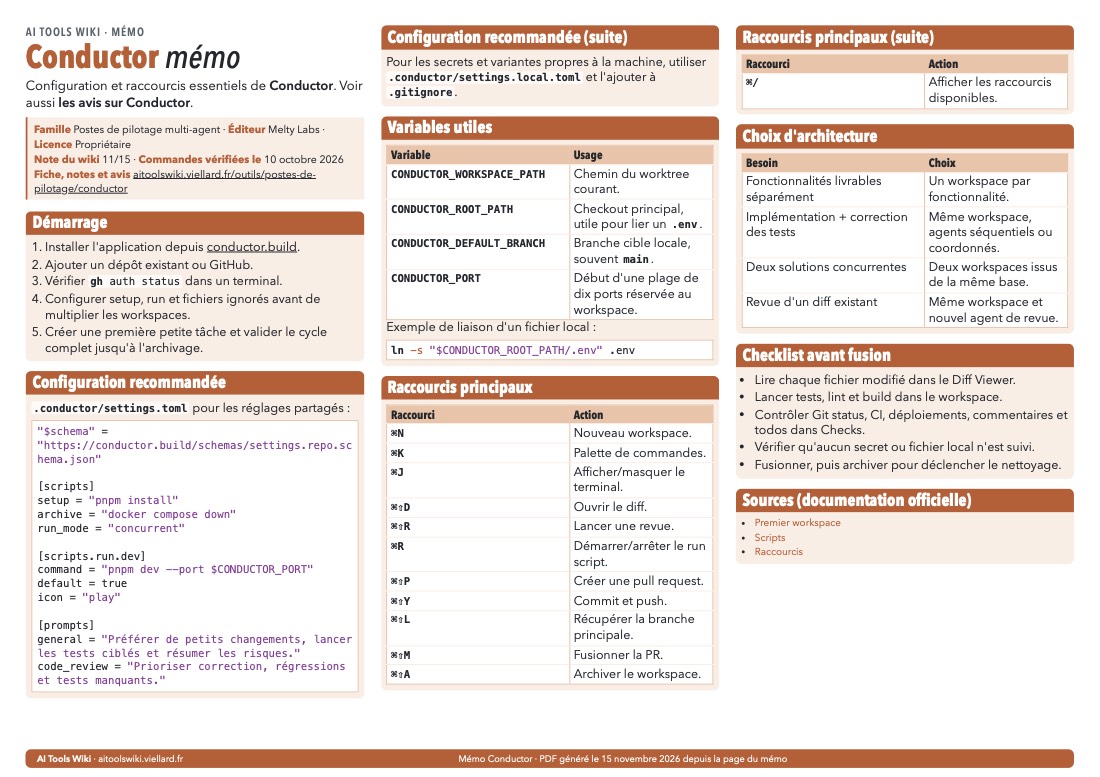 AI TOOLS WIKI · MÉMO
Conductor mémo
Configuration et raccourcis essentiels de Conductor. Voir
aussi les avis sur Conductor.
Famille Postes de pilotage multi-agent · Éditeur Melty Labs ·
Licence Propriétaire
Note du wiki 11/15 · Commandes vérifiées le 10 octobre 2026
Fiche, notes et avis aitoolswiki.viellard.fr/outils/postes-de-
pilotage/conductor
Démarrage
1. Installer l'application depuis conductor.build.
2. Ajouter un dépôt existant ou GitHub.
3. Vérifier gh auth status dans un terminal.
4. Configurer setup, run et fichiers ignorés avant de
multiplier les workspaces.
5. Créer une première petite tâche et valider le cycle
complet jusqu'à l'archivage.
Configuration recommandée
.conductor/settings.toml pour les réglages partagés :
"$schema" =
"https://conductor.build/schemas/settings.repo.sc
hema.json"
[scripts]
setup = "pnpm install"
archive = "docker compose down"
run_mode = "concurrent"
[scripts.run.dev]
command = "pnpm dev --port $CONDUCTOR_PORT"
default = true
icon = "play"
[prompts]
general = "Préférer de petits changements, lancer
les tests ciblés et résumer les risques."
code_review = "Prioriser correction, régressions
et tests manquants."
Configuration recommandée (suite)
Pour les secrets et variantes propres à la machine, utiliser
.conductor/settings.local.toml et l'ajouter à
.gitignore.
Variables utiles
Variable Usage
CONDUCTOR_WORKSPACE_PATH Chemin du worktree
courant.
CONDUCTOR_ROOT_PATH Checkout principal,
utile pour lier un .env.
CONDUCTOR_DEFAULT_BRANCH Branche cible locale,
souvent main.
CONDUCTOR_PORT Début d'une plage de
dix ports réservée au
workspace.
Exemple de liaison d'un fichier local :
ln -s "$CONDUCTOR_ROOT_PATH/.env" .env
Raccourcis principaux
Raccourci Action
⌘N Nouveau workspace.
⌘K Palette de commandes.
⌘J Afficher/masquer le
terminal.
⌘⇧D Ouvrir le diff.
⌘⇧R Lancer une revue.
⌘R Démarrer/arrêter le run
script.
⌘⇧P Créer une pull request.
⌘⇧Y Commit et push.
⌘⇧L Récupérer la branche
principale.
⌘⇧M Fusionner la PR.
⌘⇧A Archiver le workspace.
Raccourcis principaux (suite)
Raccourci Action
⌘/ Afficher les raccourcis
disponibles.
Choix d'architecture
Besoin Choix
Fonctionnalités livrables Un workspace par
séparément fonctionnalité.
Implémentation + correction Même workspace,
des tests agents séquentiels ou
coordonnés.
Deux solutions concurrentes Deux workspaces issus
de la même base.
Revue d'un diff existant Même workspace et
nouvel agent de revue.
Checklist avant fusion
• Lire chaque fichier modifié dans le Diff Viewer.
• Lancer tests, lint et build dans le workspace.
• Contrôler Git status, CI, déploiements, commentaires et
todos dans Checks.
• Vérifier qu'aucun secret ou fichier local n'est suivi.
• Fusionner, puis archiver pour déclencher le nettoyage.
Sources (documentation officielle)
• Premier workspace
• Scripts
• Raccourcis
AI Tools Wiki · aitoolswiki.viellard.fr Mémo Conductor · PDF généré le 15 novembre 2026 depuis la page du mémo